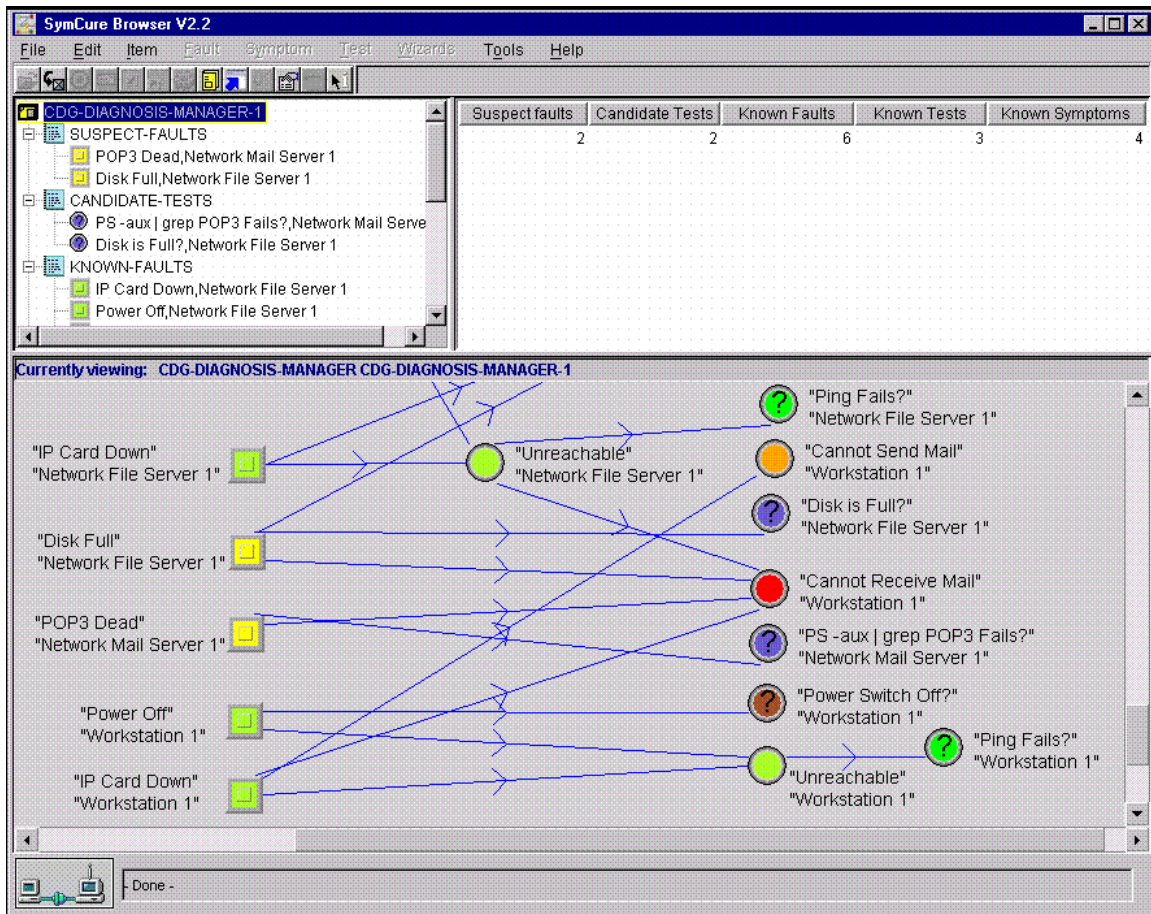 SymCure Browser V2.2
File Edit Item Fault Symptom Test Wizards Tools Help
CDG-DIAGNOSIS-MANAGER-1
SUSPECT-FAULTS
POP3 Dead,Network Mail Server 1
Disk Full,Network File Server 1
CANDIDATE-TESTS
PS -aux | grep POP3 Fails?,Network Mail Serve
Disk is Full?,Network File Server 1
KNOWN-FAULTS
IP Card Down,Network File Server 1
Power Off,Network File Server 1
Suspect faults Candidate Tests Known Faults Known Tests Known Symptoms
2 2 6 3 4
Currently viewing: CDG-DIAGNOSIS-MANAGER CDG-DIAGNOSIS-MANAGER-1
"IP Card Down"
"Network File Server 1"
"Disk Full"
"Network File Server 1"
"POP3 Dead"
"Network Mail Server 1"
"Power Off"
"Workstation 1"
"IP Card Down"
"Workstation 1"
"Unreachable"
"Network File Server 1"
"Ping Fails?"
"Network File Server 1"
"Cannot Send Mail"
"Workstation 1"
"Disk is Full?"
"Network File Server 1"
"Cannot Receive Mail"
"Workstation 1"
"PS -aux | grep POP3 Fails?"
"Network Mail Server 1"
"Power Switch Off?"
"Workstation 1"
"Unreachable"
"Workstation 1"
"Ping Fails?"
"Workstation 1"
- Done -